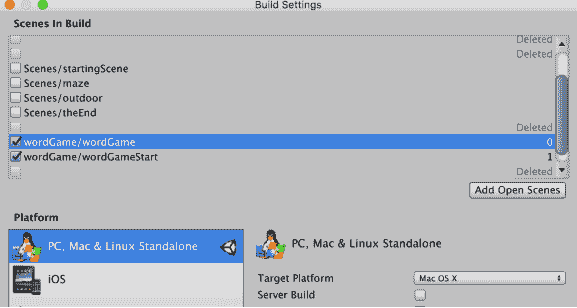 Build Settings
Scenes In Build
Deleted
Deleted
Scenes/startingScene
Scenes/maze
Scenes/outdoor
Scenes/theEnd
Deleted
wordGame/wordGame 0
wordGame/wordGameStart 1
Deleted
Add Open Scenes
Platform
PC, Mac & Linux Standalone PC, Mac & Linux Standalone
iOS Target Platform Mac OS X
Server Build